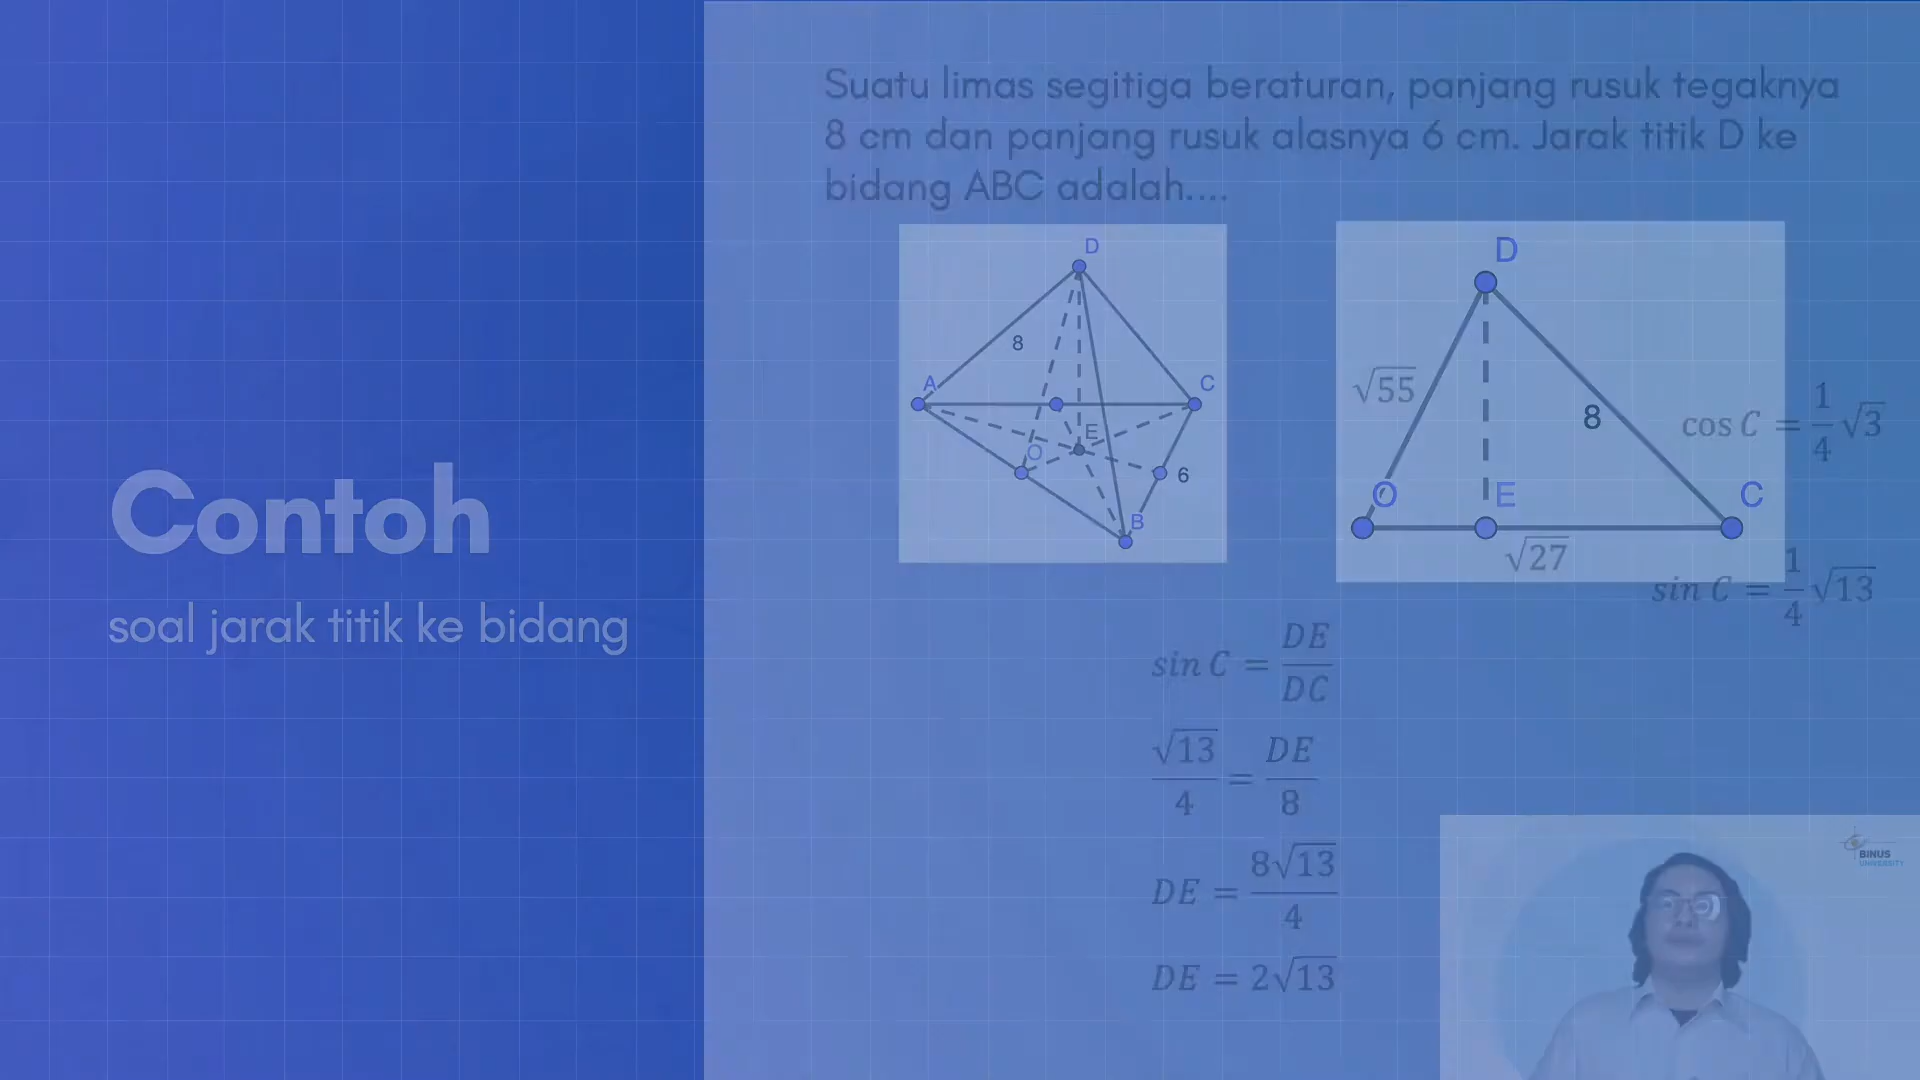 Contoh
soal jarak titik ke bidang
Suatu limas segitiga beraturan, panjang rusuk tegaknya
8 cm dan panjang rusuk alasnya 6 cm. Jarak titik D ke
bidang ABC adalah....
D
8
A
C
E
O
6
B
D
√55
8
O
E
C
√27
cos C = 1/4 √3
sin C = 1/4 √13
sin C = DE/DC
√13/4 = DE/8
DE = 8√13/4
DE = 2√13
BINUS
UNIVERSITY